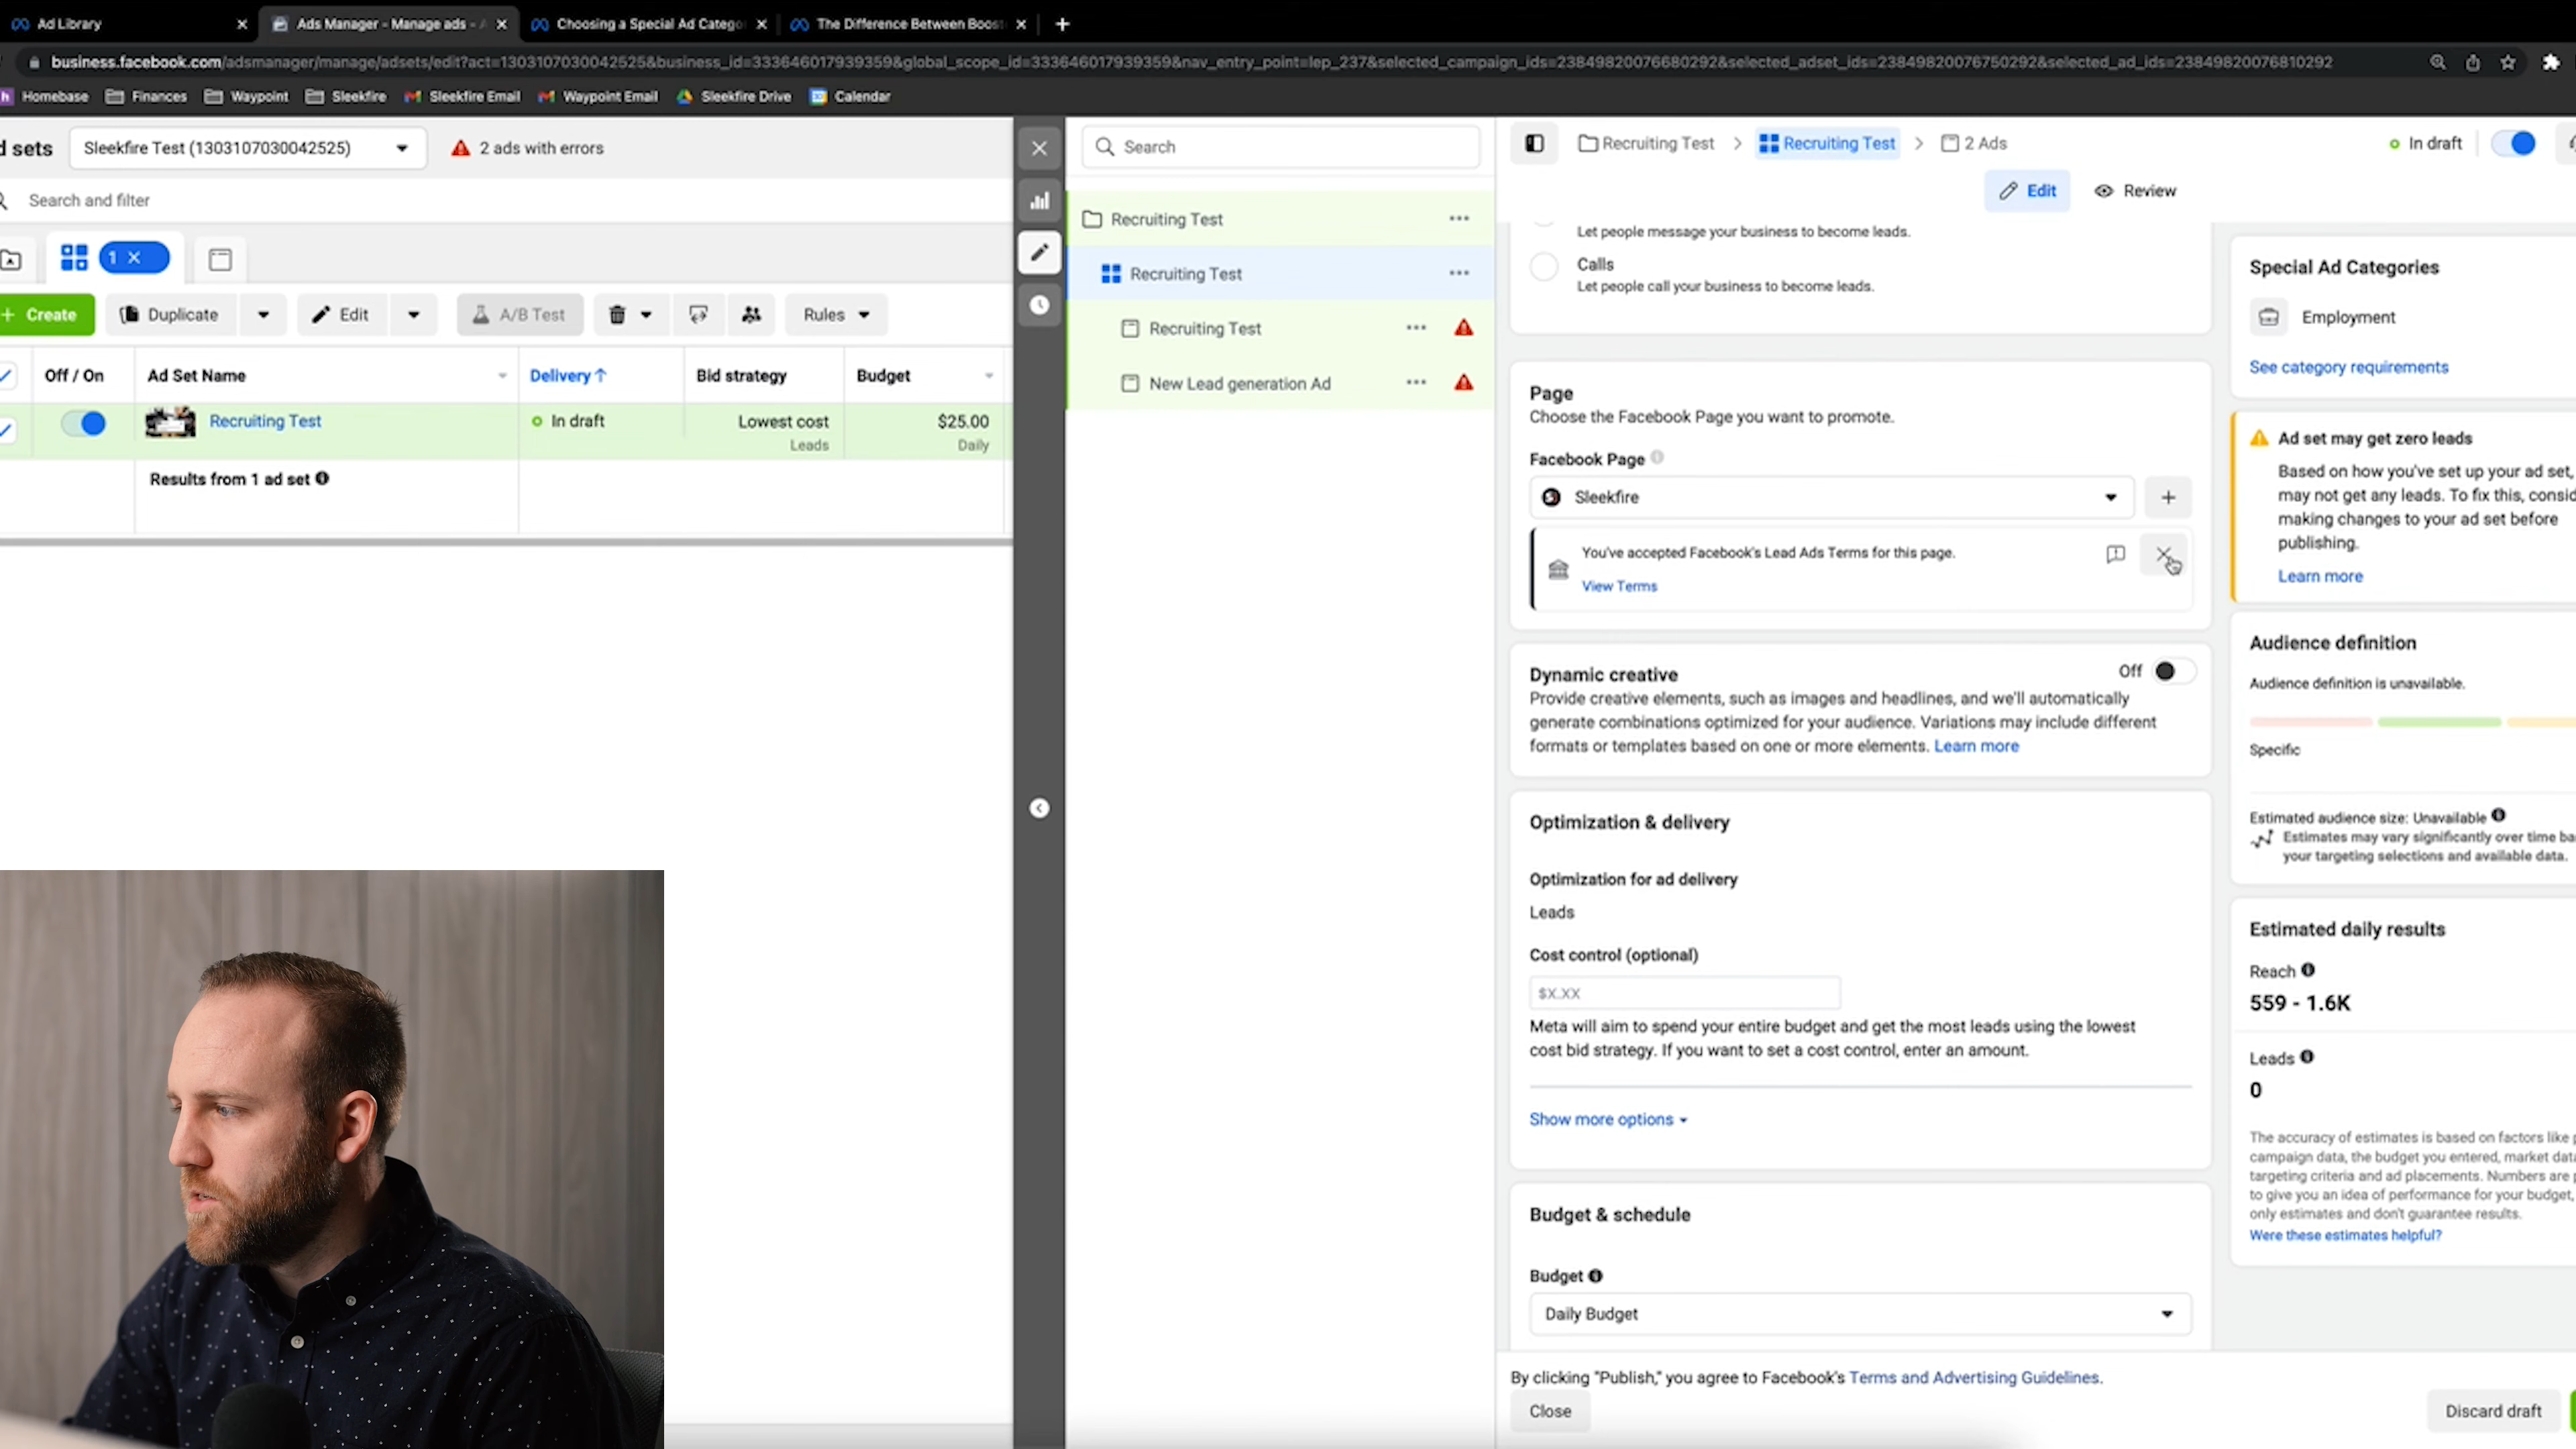 Ad Library
Ads Manager - Manage ads -
Choosing a Special Ad Catego
The Difference Between Boost
business.facebook.com/adsmanager/manage/adsets/edit?act=1303107030042525&business_id=333646017939359&global_scope_id=333646017939359&nav_entry_point=lep_237&selected_campaign_ids=23849820076680292&selected_adset_ids=23849820076750292&selected_ad_ids=23849820076810292
h Homebase Finances Waypoint Sleekfire Sleekfire Email Waypoint Email Sleekfire Drive Calendar
d sets
Sleekfire Test (1303107030042525)
2 ads with errors
Search and filter
1 ×
+ Create Duplicate Edit A/B Test Rules
Off / On Ad Set Name Delivery ↑ Bid strategy Budget
Recruiting Test In draft Lowest cost $25.00
Leads Daily
Results from 1 ad set
Search
Recruiting Test
Recruiting Test
Recruiting Test
New Lead generation Ad
Recruiting Test > Recruiting Test > 2 Ads
In draft
Edit Review
Let people message your business to become leads.
Calls
Let people call your business to become leads.
Page
Choose the Facebook Page you want to promote.
Facebook Page
Sleekfire
You've accepted Facebook's Lead Ads Terms for this page.
View Terms
Dynamic creative
Off
Provide creative elements, such as images and headlines, and we'll automatically
generate combinations optimized for your audience. Variations may include different
formats or templates based on one or more elements. Learn more
Optimization & delivery
Optimization for ad delivery
Leads
Cost control (optional)
$X.XX
Meta will aim to spend your entire budget and get the most leads using the lowest
cost bid strategy. If you want to set a cost control, enter an amount.
Show more options
Budget & schedule
Budget
Daily Budget
By clicking "Publish," you agree to Facebook's Terms and Advertising Guidelines.
Close
Discard draft
Special Ad Categories
Employment
See category requirements
Ad set may get zero leads
Based on how you've set up your ad set,
may not get any leads. To fix this, consid
making changes to your ad set before
publishing.
Learn more
Audience definition
Audience definition is unavailable.
Specific
Estimated audience size: Unavailable
Estimates may vary significantly over time ba
your targeting selections and available data.
Estimated daily results
Reach
559 - 1.6K
Leads
0
The accuracy of estimates is based on factors like p
campaign data, the budget you entered, market data
targeting criteria and ad placements. Numbers are p
to give you an idea of performance for your budget,
only estimates and don't guarantee results.
Were these estimates helpful?